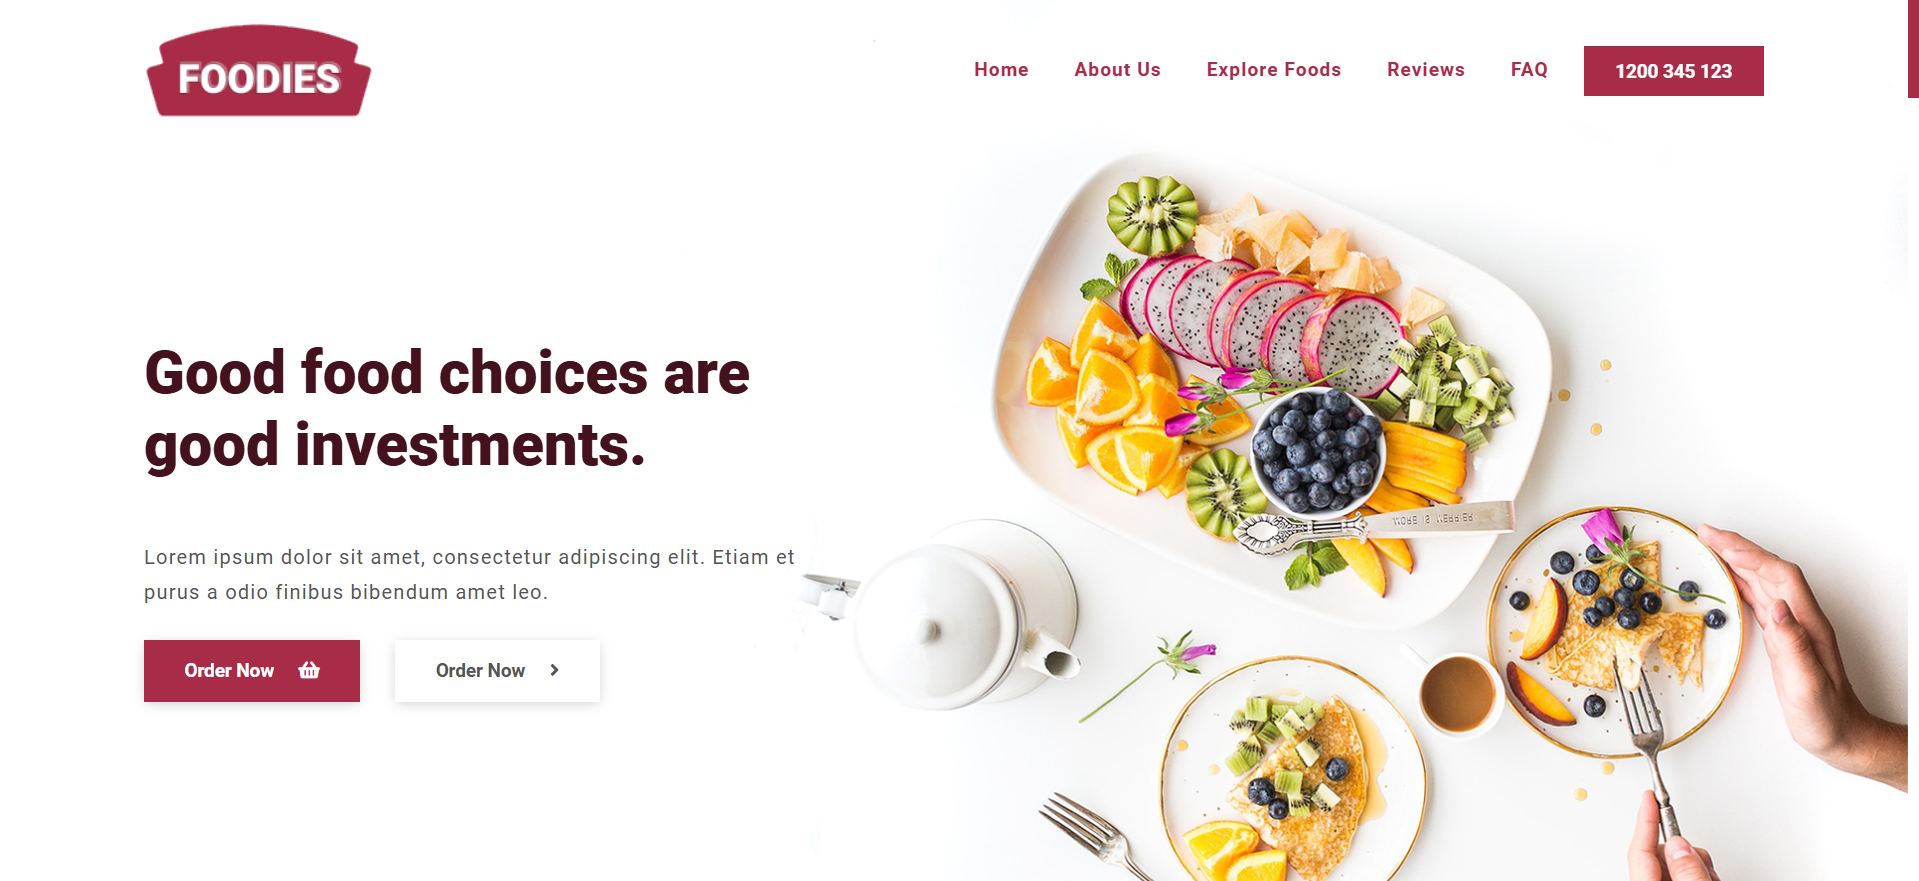 FOODIES
Home
About Us
Explore Foods
Reviews
FAQ
1200 345 123
Good food choices are
good investments.
Lorem ipsum dolor sit amet, consectetur adipiscing elit. Etiam et
purus a odio finibus bibendum amet leo.
Order Now
Order Now